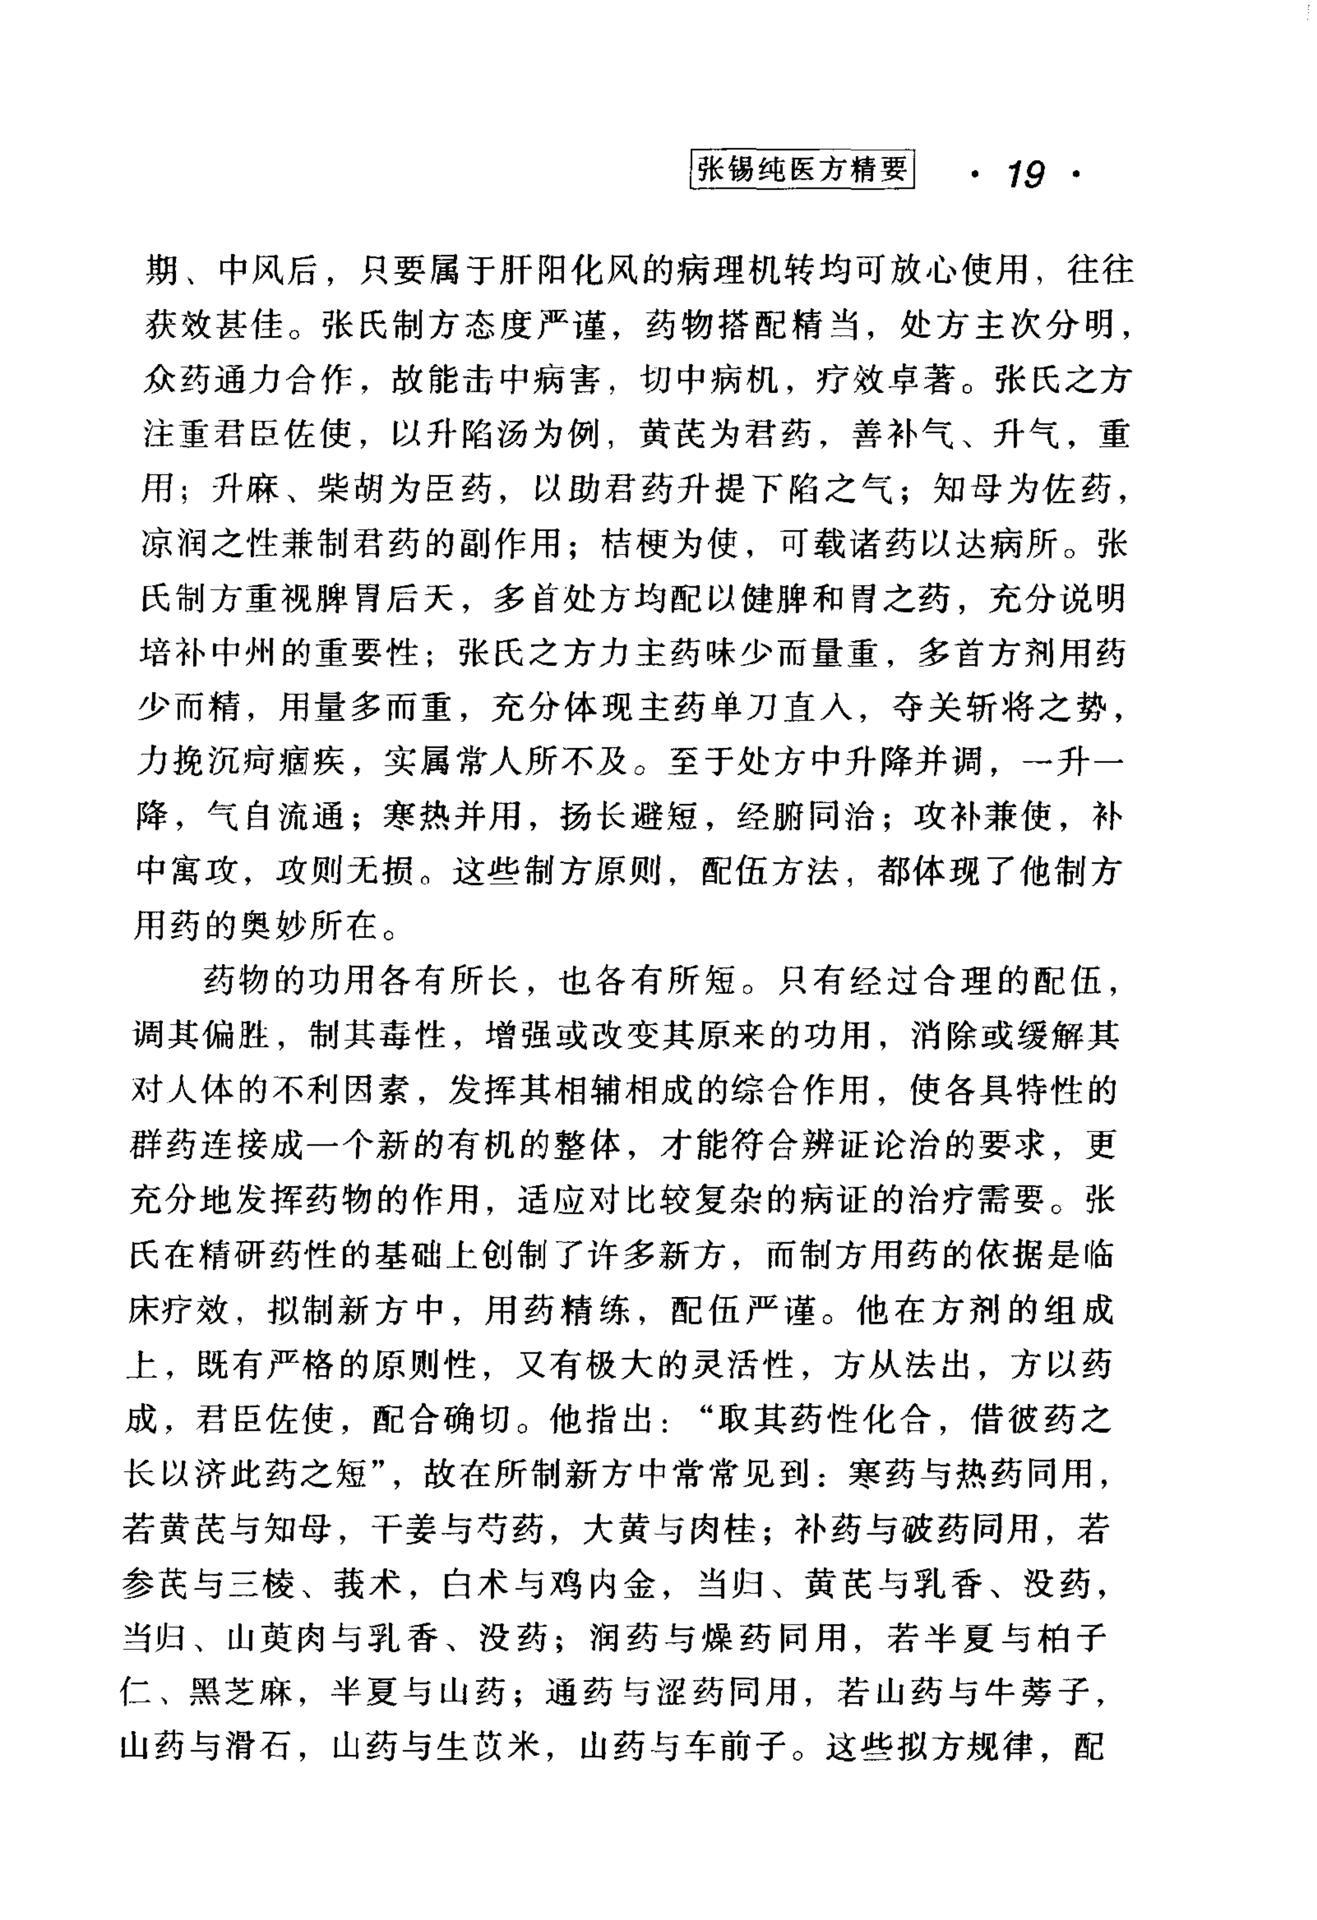 张锡纯医方精要 · 19 ·
期、中风后，只要属于肝阳化风的病理机转均可放心使用，往往
获效甚佳。张氏制方态度严谨，药物搭配精当，处方主次分明，
众药通力合作，故能击中病害，切中病机，疗效卓著。张氏之方
注重君臣佐使，以升陷汤为例，黄芪为君药，善补气、升气，重
用；升麻、柴胡为臣药，以助君药升提下陷之气；知母为佐药，
凉润之性兼制君药的副作用；桔梗为使，可载诸药以达病所。张
氏制方重视脾胃后天，多首处方均配以健脾和胃之药，充分说明
培补中州的重要性；张氏之方力主药味少而量重，多首方剂用药
少而精，用量多而重，充分体现主药单刀直入，夺关斩将之势，
力挽沉疴痼疾，实属常人所不及。至于处方中升降并调，一升一
降，气自流通；寒热并用，扬长避短，经腑同治；攻补兼使，补
中寓攻，攻则无损。这些制方原则，配伍方法，都体现了他制方
用药的奥妙所在。
药物的功用各有所长，也各有所短。只有经过合理的配伍，
调其偏胜，制其毒性，增强或改变其原来的功用，消除或缓解其
对人体的不利因素，发挥其相辅相成的综合作用，使各具特性的
群药连接成一个新的有机的整体，才能符合辨证论治的要求，更
充分地发挥药物的作用，适应对比较复杂的病证的治疗需要。张
氏在精研药性的基础上创制了许多新方，而制方用药的依据是临
床疗效，拟制新方中，用药精练，配伍严谨。他在方剂的组成
上，既有严格的原则性，又有极大的灵活性，方从法出，方以药
成，君臣佐使，配合确切。他指出：“取其药性化合，借彼药之
长以济此药之短”，故在所制新方中常常见到：寒药与热药同用，
若黄芪与知母，干姜与芍药，大黄与肉桂；补药与破药同用，若
参芪与三棱、莪术，白术与鸡内金，当归、黄芪与乳香、没药，
当归、山萸肉与乳香、没药；润药与燥药同用，若半夏与柏子
仁、黑芝麻，半夏与山药；通药与涩药同用，若山药与牛蒡子，
山药与滑石，山药与生苡米，山药与车前子。这些拟方规律，配